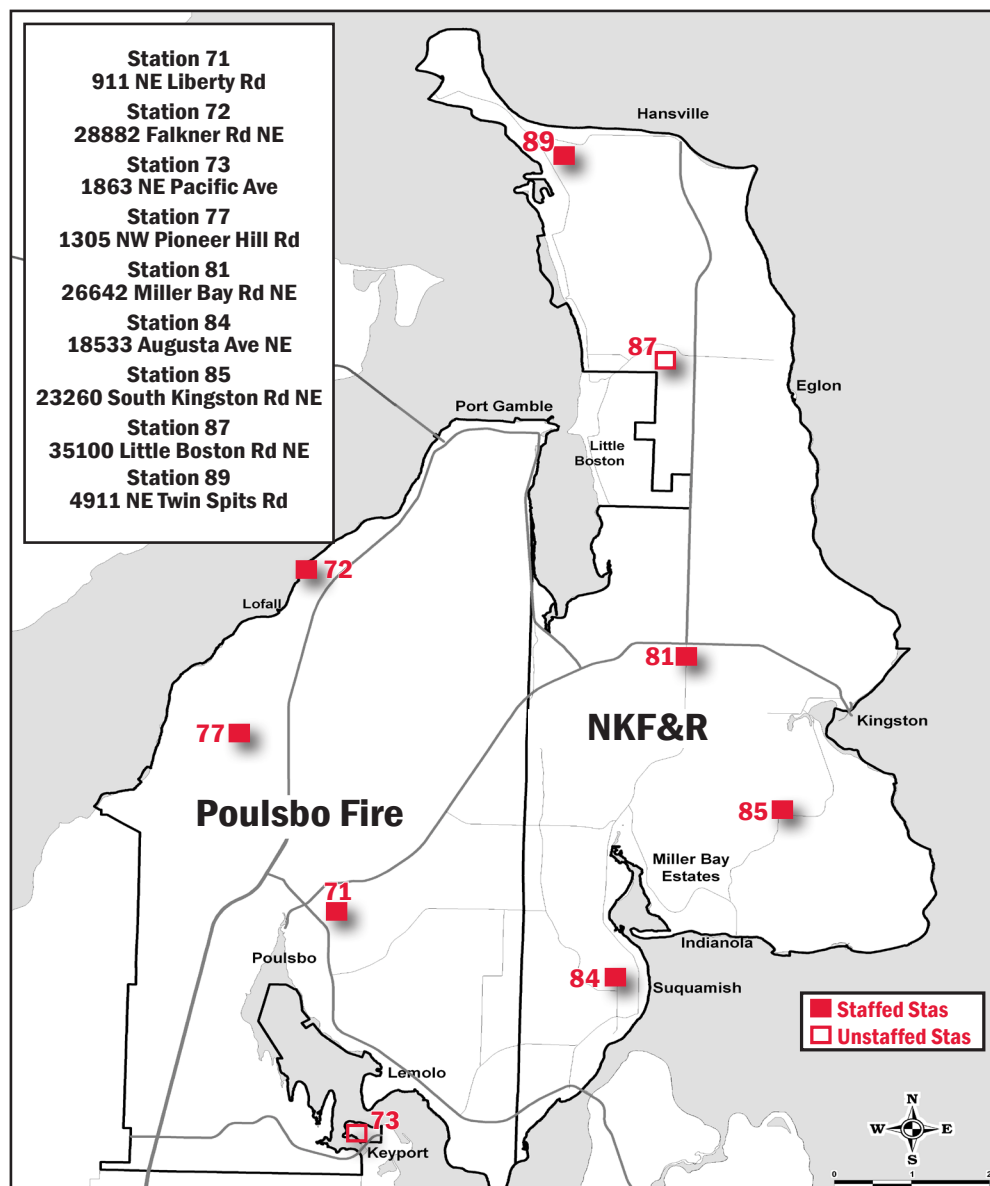 Station 71
911 NE Liberty Rd
Station 72
28882 Falkner Rd NE
Station 73
1863 NE Pacific Ave
Station 77
1305 NW Pioneer Hill Rd
Station 81
26642 Miller Bay Rd NE
Station 84
18533 Augusta Ave NE
Station 85
23260 South Kingston Rd NE
Station 87
35100 Little Boston Rd NE
Station 89
4911 NE Twin Spits Rd
Hansville
89
87
Eglon
Port Gamble
Little
Boston
72
Lofall
81
Kingston
77
NKF&R
Poulsbo Fire
85
Miller Bay
Estates
71
Indianola
Poulsbo
84
Suquamish
Staffed Stas
Unstaffed Stas
Lemolo
73
Keyport
N
W E
S
0 1 2